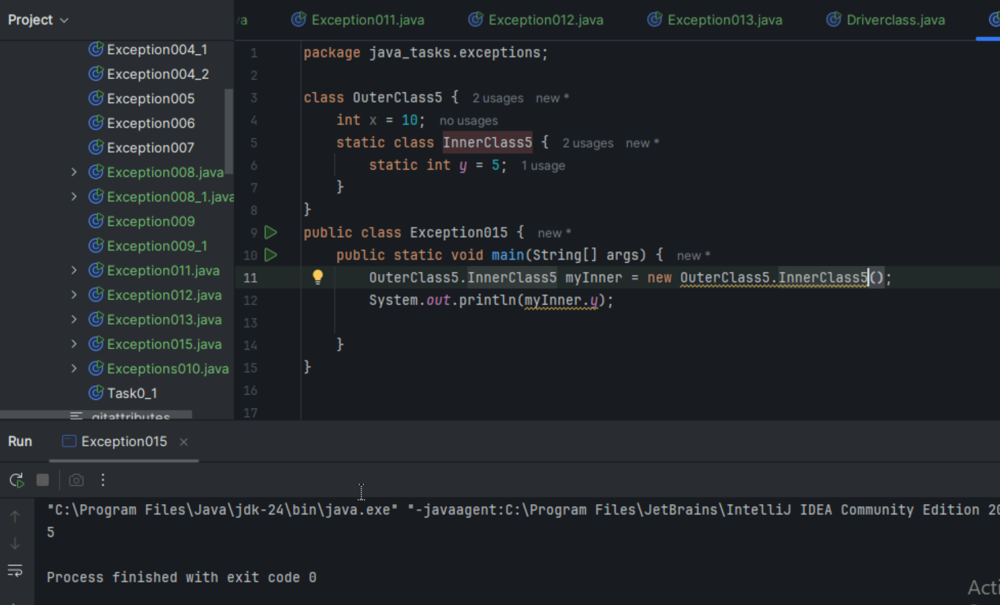 Project
/a Exception011.java Exception012.java Exception013.java Driverclass.java
Exception004_1
Exception004_2
Exception005
Exception006
Exception007
Exception008.java
Exception008_1.java
Exception009
Exception009_1
Exception011.java
Exception012.java
Exception013.java
Exception015.java
Exceptions010.java
Task0_1
gitattributes
1 package java_tasks.exceptions;
2
3 class OuterClass5 { 2 usages new *
4 int x = 10; no usages
5 static class InnerClass5 { 2 usages new *
6 static int y = 5; 1 usage
7 }
8 }
9 public class Exception015 { new *
10 public static void main(String[] args) { new *
11 OuterClass5.InnerClass5 myInner = new OuterClass5.InnerClass5();
12 System.out.println(myInner.y);
13
14 }
15 }
16
17
Run Exception015
"C:\Program Files\Java\jdk-24\bin\java.exe" "-javaagent:C:\Program Files\JetBrains\IntelliJ IDEA Community Edition 20
5
Process finished with exit code 0
Acti